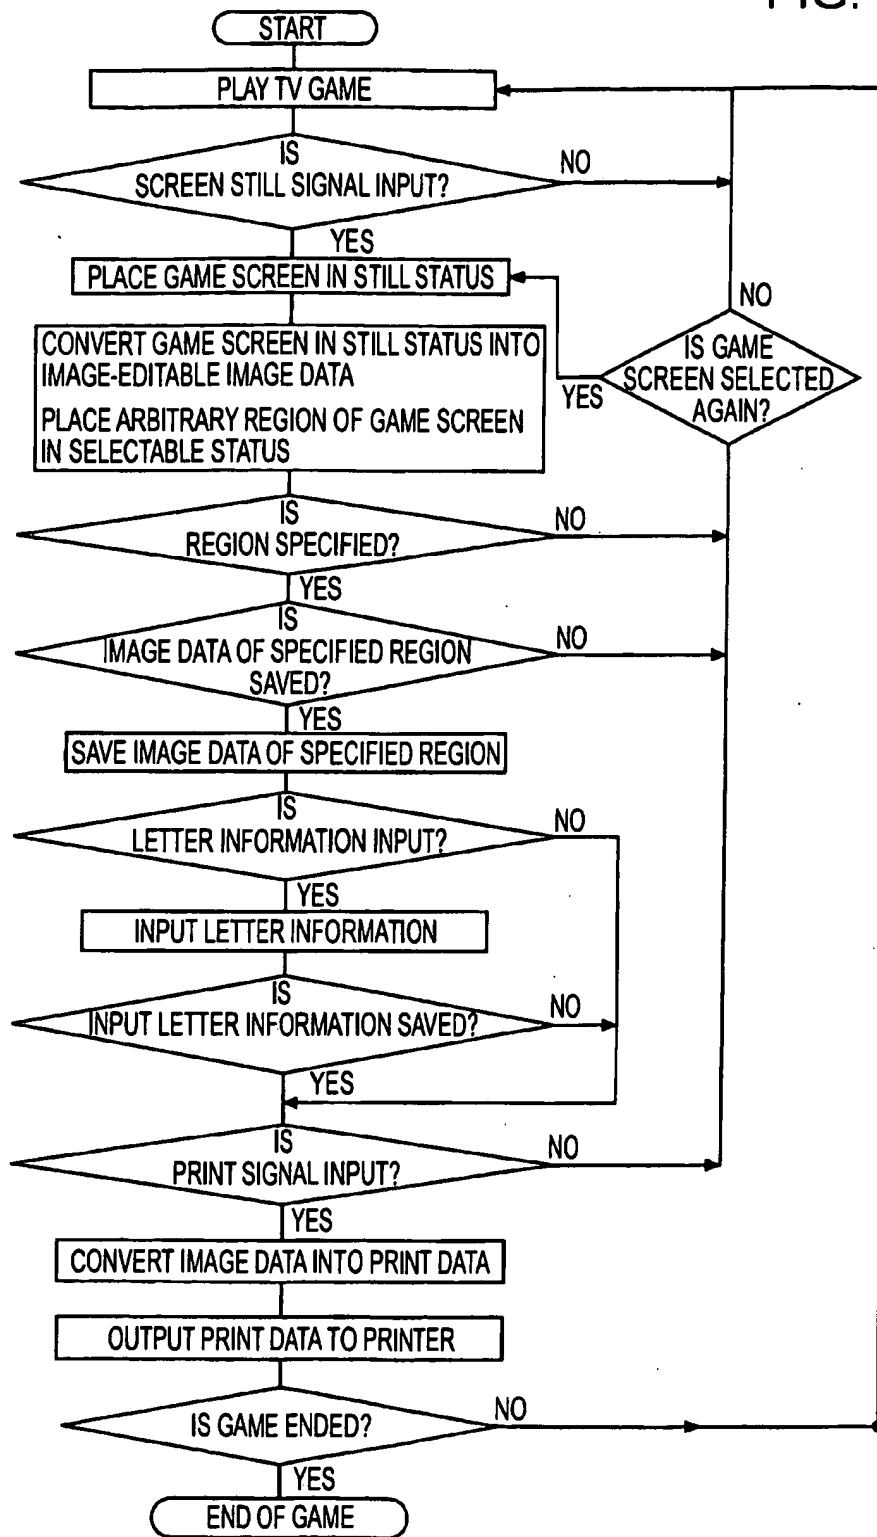 FIG.
START
PLAY TV GAME
IS
SCREEN STILL SIGNAL INPUT?
NO
YES
PLACE GAME SCREEN IN STILL STATUS
NO
CONVERT GAME SCREEN IN STILL STATUS INTO
IMAGE-EDITABLE IMAGE DATA
PLACE ARBITRARY REGION OF GAME SCREEN
IN SELECTABLE STATUS
IS GAME
SCREEN SELECTED
AGAIN?
YES
IS
REGION SPECIFIED?
NO
YES
IS
IMAGE DATA OF SPECIFIED REGION
SAVED?
NO
YES
SAVE IMAGE DATA OF SPECIFIED REGION
IS
LETTER INFORMATION INPUT?
NO
YES
INPUT LETTER INFORMATION
IS
INPUT LETTER INFORMATION SAVED?
NO
YES
IS
PRINT SIGNAL INPUT?
NO
YES
CONVERT IMAGE DATA INTO PRINT DATA
OUTPUT PRINT DATA TO PRINTER
IS GAME ENDED?
NO
YES
END OF GAME